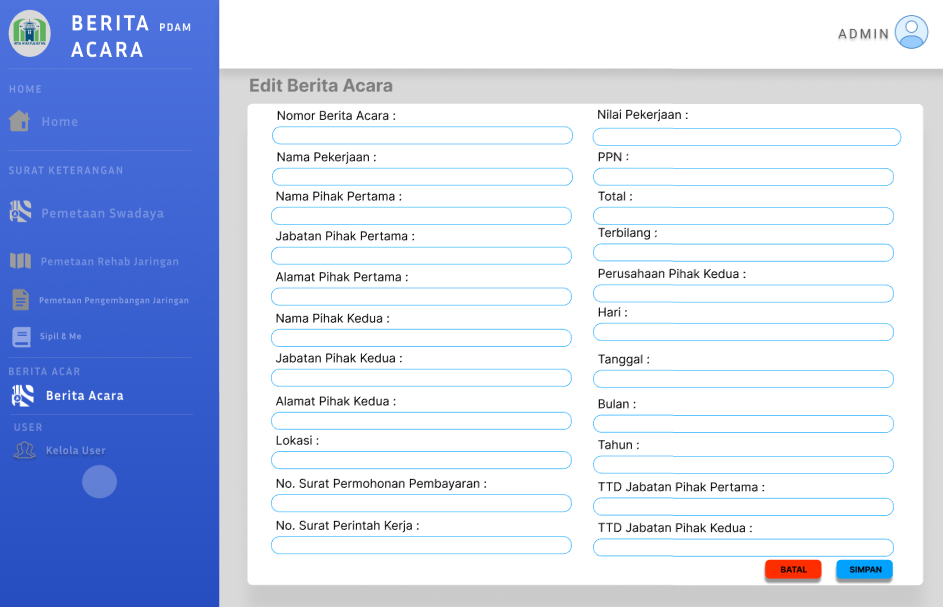 BERITA PDAM
ACARA
ADMIN
HOME
Home
SURAT KETERANGAN
Pemetaan Swadaya
Pemetaan Rehab Jaringan
Pemetaan Pengembangan Jaringan
Sipil & Me
BERITA ACAR
Berita Acara
USER
Kelola User
Edit Berita Acara
Nomor Berita Acara :
Nama Pekerjaan :
Nama Pihak Pertama :
Jabatan Pihak Pertama :
Alamat Pihak Pertama :
Nama Pihak Kedua :
Jabatan Pihak Kedua :
Alamat Pihak Kedua :
Lokasi :
No. Surat Permohonan Pembayaran :
No. Surat Perintah Kerja :
Nilai Pekerjaan :
PPN :
Total :
Terbilang :
Perusahaan Pihak Kedua :
Hari :
Tanggal :
Bulan :
Tahun :
TTD Jabatan Pihak Pertama :
TTD Jabatan Pihak Kedua :
BATAL
SIMPAN